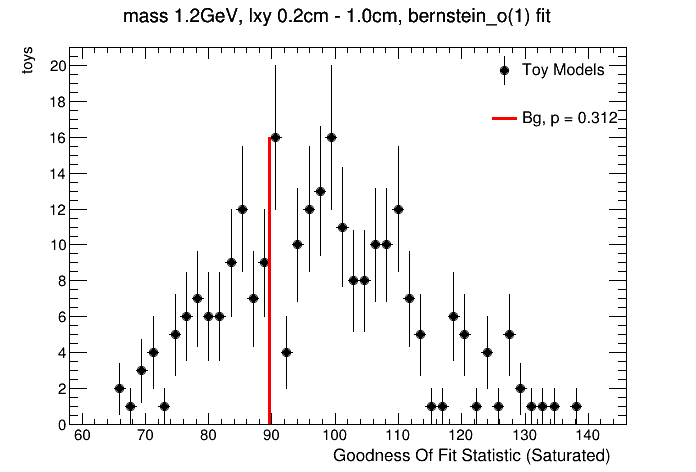 mass 1.2GeV, lxy 0.2cm - 1.0cm, bernstein_o(1) fit
toys
Toy Models
Bg, p = 0.312
20
18
16
14
12
10
8
6
4
2
0
60 70 80 90 100 110 120 130 140
Goodness Of Fit Statistic (Saturated)